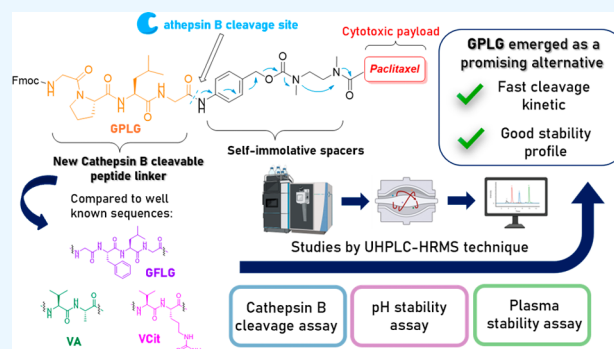 Cathepsin B cleavage site
Cytotoxic payload
Paclitaxel
Fmoc
H
N
O
N
O
N
H
O
H
N
O
N
H
O
O
N
N
O
GPLG
New Cathepsin B cleavable
peptide linker
Self-immolative spacers
GPLG emerged as a
promising alternative
Fast cleavage
kinetic
Good stability
profile
Compared to well
known sequences:
GFLG
VA
VCit
Studies by UHPLC-HRMS technique
Cathepsin B
cleavage assay
pH stability
assay
Plasma
stability assay